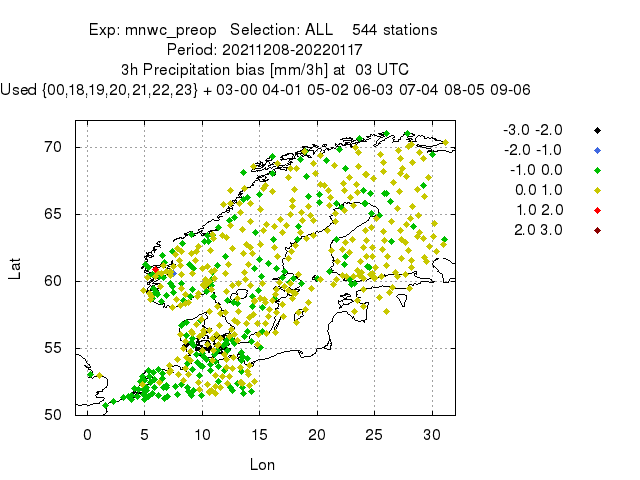 Exp: mnwc_preop   Selection: ALL    544 stations
Period: 20211208-20220117
3h Precipitation bias [mm/3h] at  03 UTC
Used {00,18,19,20,21,22,23} + 03-00 04-01 05-02 06-03 07-04 08-05 09-06
-3.0 -2.0
-2.0 -1.0
-1.0 0.0
0.0 1.0
1.0 2.0
2.0 3.0
70
65
60
55
50
Lat
0 5 10 15 20 25 30
Lon